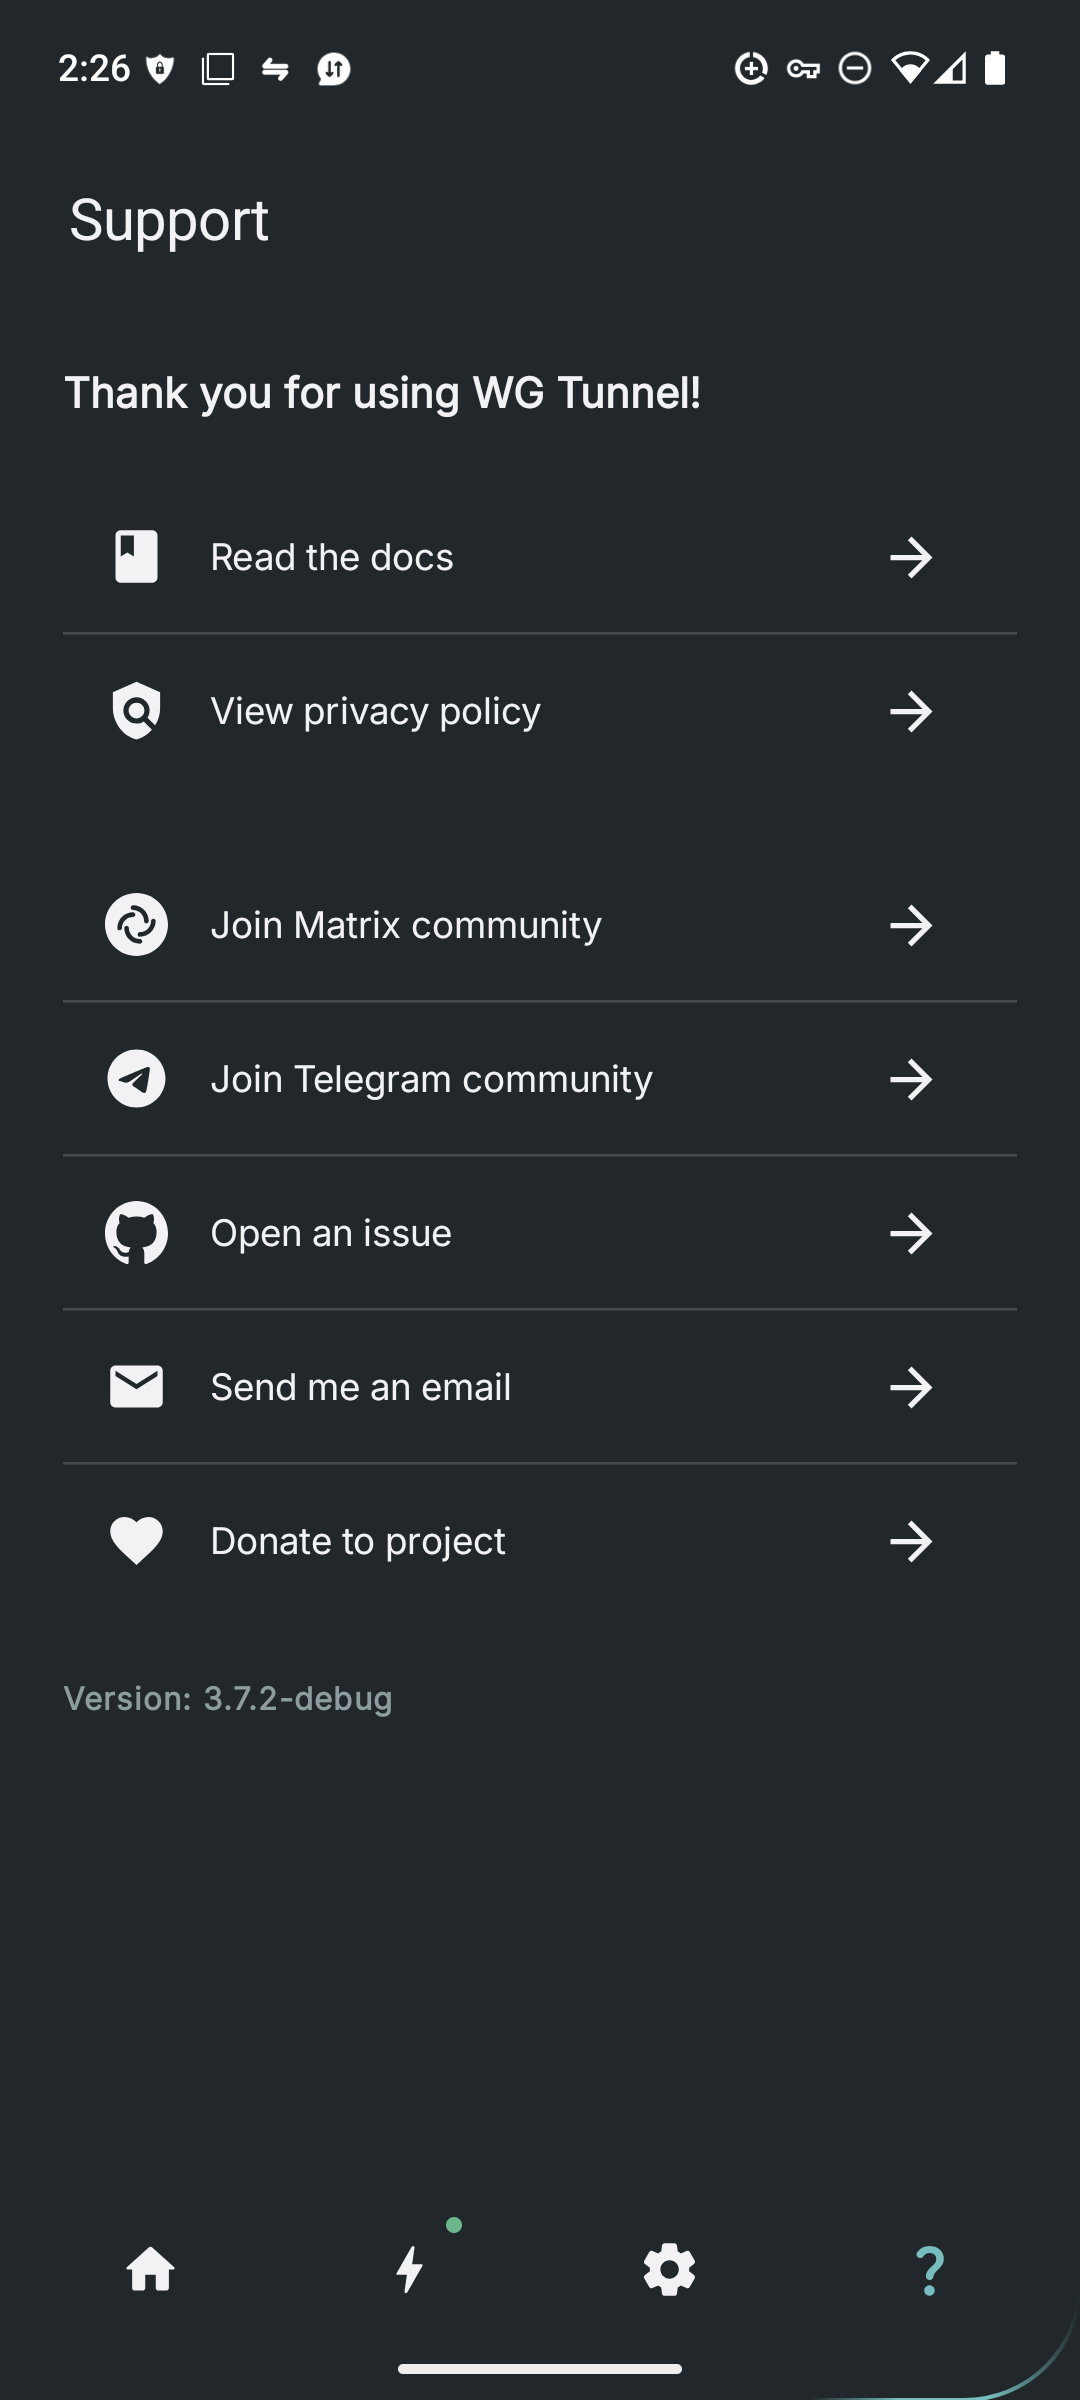 2:26
Support
Thank you for using WG Tunnel!
Read the docs
View privacy policy
Join Matrix community
Join Telegram community
Open an issue
Send me an email
Donate to project
Version: 3.7.2-debug